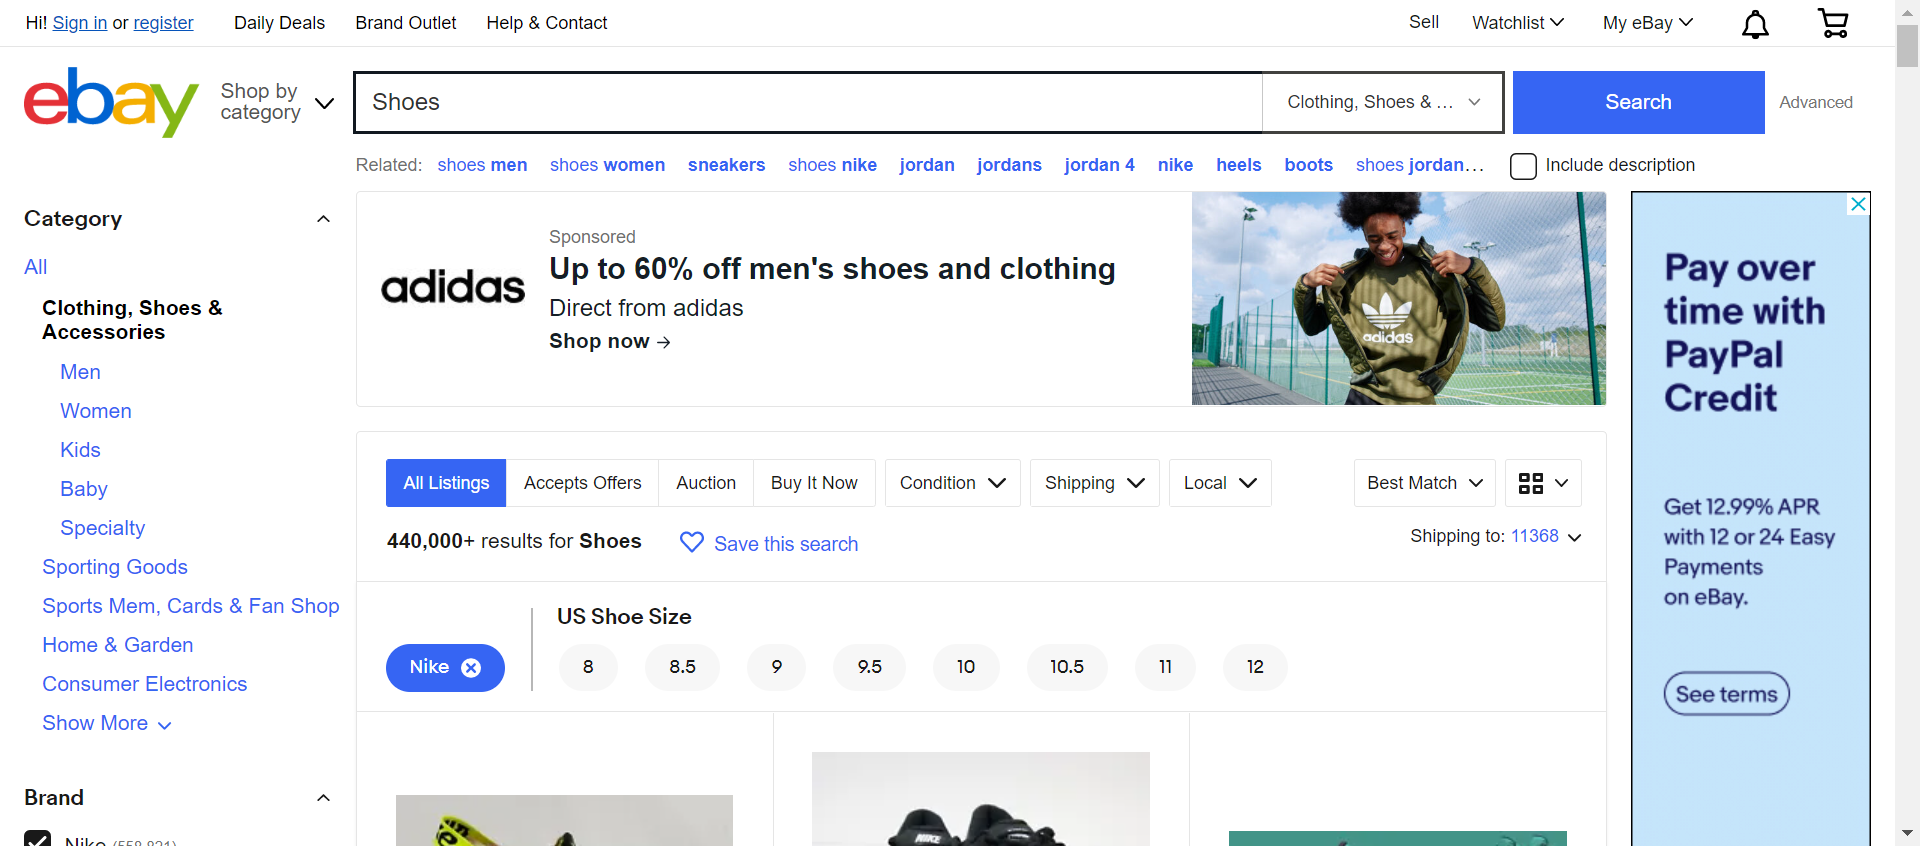 Hi! Sign in or register Daily Deals Brand Outlet Help & Contact Sell Watchlist My eBay
ebay
Shop by
category
Shoes
Clothing, Shoes & ...
Search
Advanced
Related: shoes men shoes women sneakers shoes nike jordan jordans jordan 4 nike heels boots shoes jordan... Include description
Category
All
Clothing, Shoes &
Accessories
Men
Women
Kids
Baby
Specialty
Sporting Goods
Sports Mem, Cards & Fan Shop
Home & Garden
Consumer Electronics
Show More
Brand
Nike (558,821)
adidas
Sponsored
Up to 60% off men's shoes and clothing
Direct from adidas
Shop now →
adidas
All Listings Accepts Offers Auction Buy It Now Condition Shipping Local Best Match
440,000+ results for Shoes Save this search Shipping to: 11368
US Shoe Size
Nike 8 8.5 9 9.5 10 10.5 11 12
NIKE
Pay over
time with
PayPal
Credit
Get 12.99% APR
with 12 or 24 Easy
Payments
on eBay.
See terms